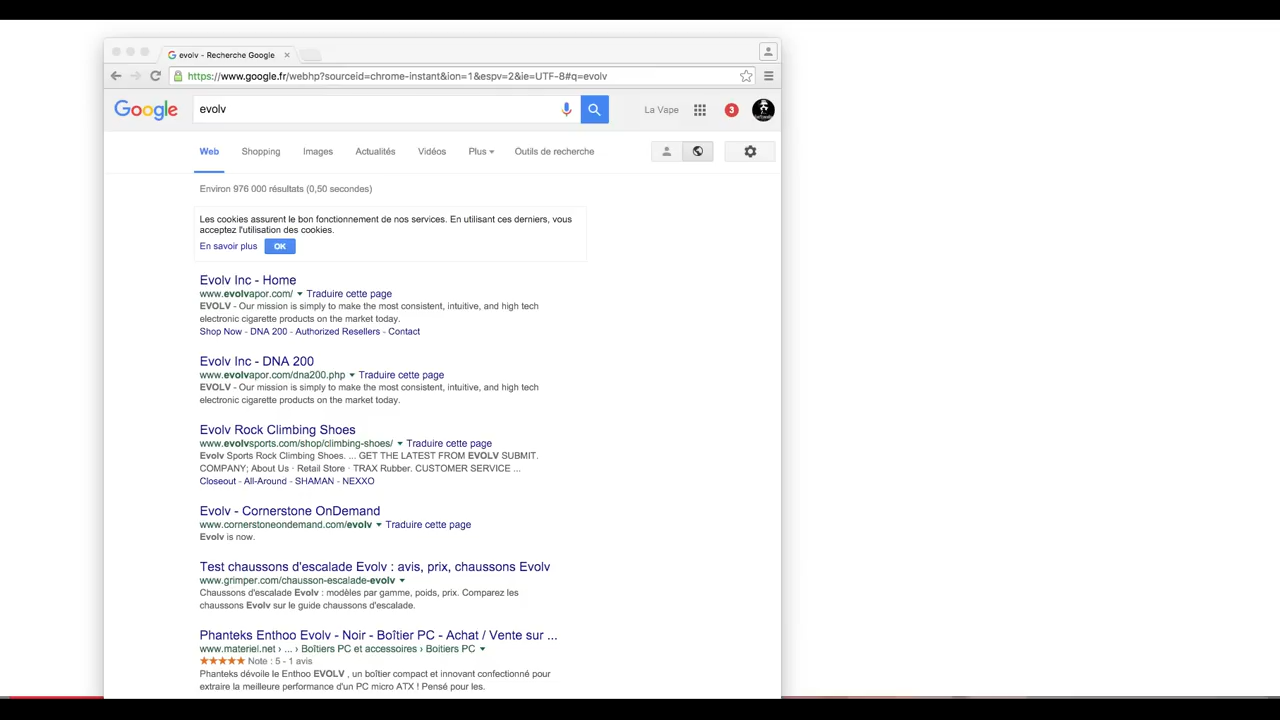 evolv - Recherche Google
https://www.google.fr/webhp?sourceid=chrome-instant&ion=1&espv=2&ie=UTF-8#q=evolv
Google
evolv
La Vape
3
Web Shopping Images Actualités Vidéos Plus Outils de recherche
Environ 976 000 résultats (0,50 secondes)
Les cookies assurent le bon fonctionnement de nos services. En utilisant ces derniers, vous
acceptez l'utilisation des cookies.
En savoir plus OK
Evolv Inc - Home
www.evolvapor.com/ Traduire cette page
EVOLV - Our mission is simply to make the most consistent, intuitive, and high tech
electronic cigarette products on the market today.
Shop Now - DNA 200 - Authorized Resellers - Contact
Evolv Inc - DNA 200
www.evolvapor.com/dna200.php Traduire cette page
EVOLV - Our mission is simply to make the most consistent, intuitive, and high tech
electronic cigarette products on the market today.
Evolv Rock Climbing Shoes
www.evolvsports.com/shop/climbing-shoes/ Traduire cette page
Evolv Sports Rock Climbing Shoes. ... GET THE LATEST FROM EVOLV SUBMIT.
COMPANY; About Us · Retail Store · TRAX Rubber. CUSTOMER SERVICE ...
Closeout - All-Around - SHAMAN - NEXXO
Evolv - Cornerstone OnDemand
www.cornerstoneondemand.com/evolv Traduire cette page
Evolv is now.
Test chaussons d'escalade Evolv : avis, prix, chaussons Evolv
www.grimper.com/chausson-escalade-evolv
Chaussons d'escalade Evolv : modèles par gamme, poids, prix. Comparez les
chaussons Evolv sur le guide chaussons d'escalade.
Phanteks Enthoo Evolv - Noir - Boîtier PC - Achat / Vente sur ...
www.materiel.net › ... › Boîtiers PC et accessoires › Boitiers PC
Note : 5 - 1 avis
Phanteks dévoile le Enthoo EVOLV , un boîtier compact et innovant confectionné pour
extraire la meilleure performance d'un PC micro ATX ! Pensé pour les.